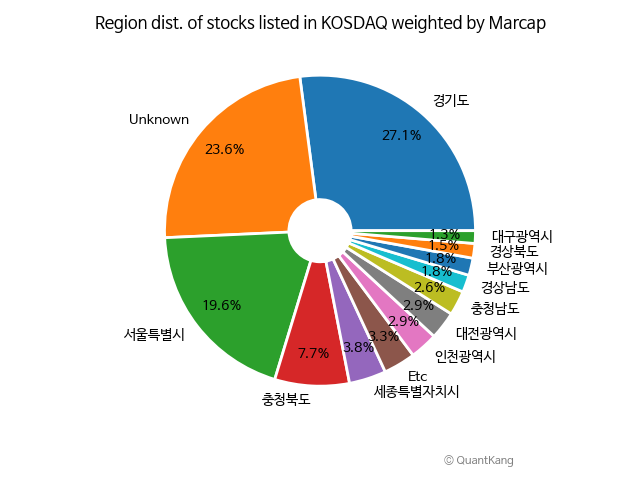 Region dist. of stocks listed in KOSDAQ weighted by Marcap
경기도
27.1%
Unknown
23.6%
서울특별시
19.6%
충청북도
7.7%
세종특별자치시
3.8%
Etc
3.3%
인천광역시
2.9%
대전광역시
2.9%
충청남도
2.6%
경상남도
1.8%
부산광역시
1.8%
경상북도
1.5%
대구광역시
1.3%
© QuantKang